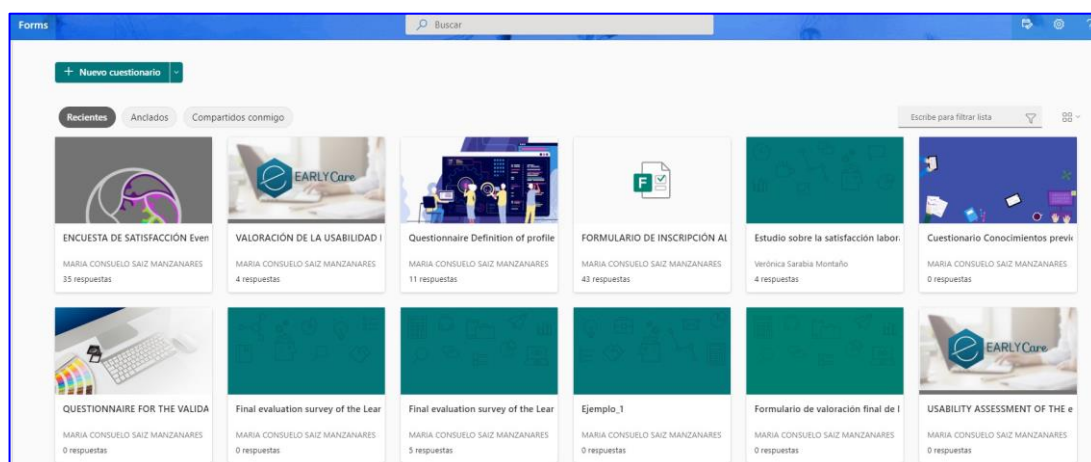 Forms
Buscar
+ Nuevo cuestionario
Recientes Anclados Compartidos conmigo
Escribe para filtrar lista
EARLYCare
ENCUESTA DE SATISFACCIÓN Even
VALORACIÓN DE LA USABILIDAD
Questionnaire Definition of profile
FORMULARIO DE INSCRIPCIÓN AL
Estudio sobre la satisfacción labor
Cuestionario Conocimientos previ
MARIA CONSUELO SAIZ MANZANARES
MARIA CONSUELO SAIZ MANZANARES
MARIA CONSUELO SAIZ MANZANARES
MARIA CONSUELO SAIZ MANZANARES
Verónica Sarabia Montaño
MARIA CONSUELO SAIZ MANZANARES
35 respuestas
4 respuestas
11 respuestas
43 respuestas
4 respuestas
0 respuestas
EARLYCare
QUESTIONNAIRE FOR THE VALIDA
Final evaluation survey of the Lear
Final evaluation survey of the Lear
Ejemplo_1
Formulario de valoración final de l
USABILITY ASSESSMENT OF THE e
MARIA CONSUELO SAIZ MANZANARES
MARIA CONSUELO SAIZ MANZANARES
MARIA CONSUELO SAIZ MANZANARES
MARIA CONSUELO SAIZ MANZANARES
MARIA CONSUELO SAIZ MANZANARES
MARIA CONSUELO SAIZ MANZANARES
0 respuestas
0 respuestas
5 respuestas
0 respuestas
0 respuestas
0 respuestas